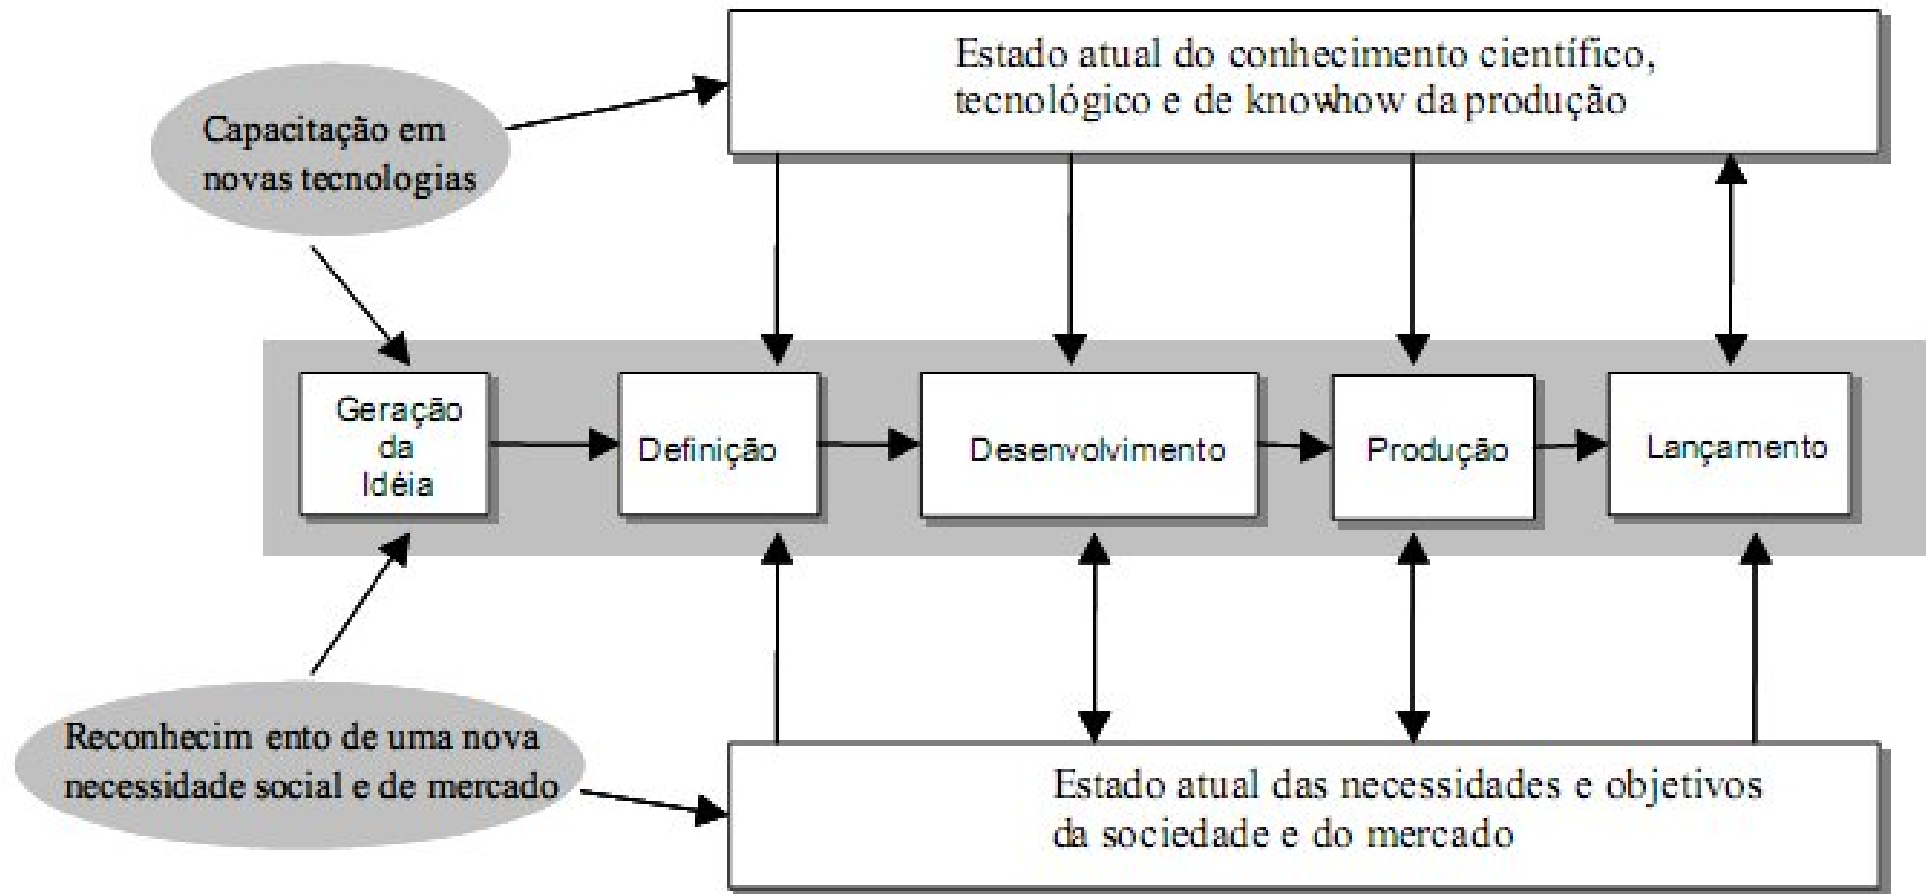 Estado atual do conhecimento científico,
tecnológico e de knowhow da produção
Capacitação em
novas tecnologias
Geração
da
Idéia
Definição
Desenvolvimento
Produção
Lançamento
Reconhecim ento de uma nova
necessidade social e de mercado
Estado atual das necessidades e objetivos
da sociedade e do mercado